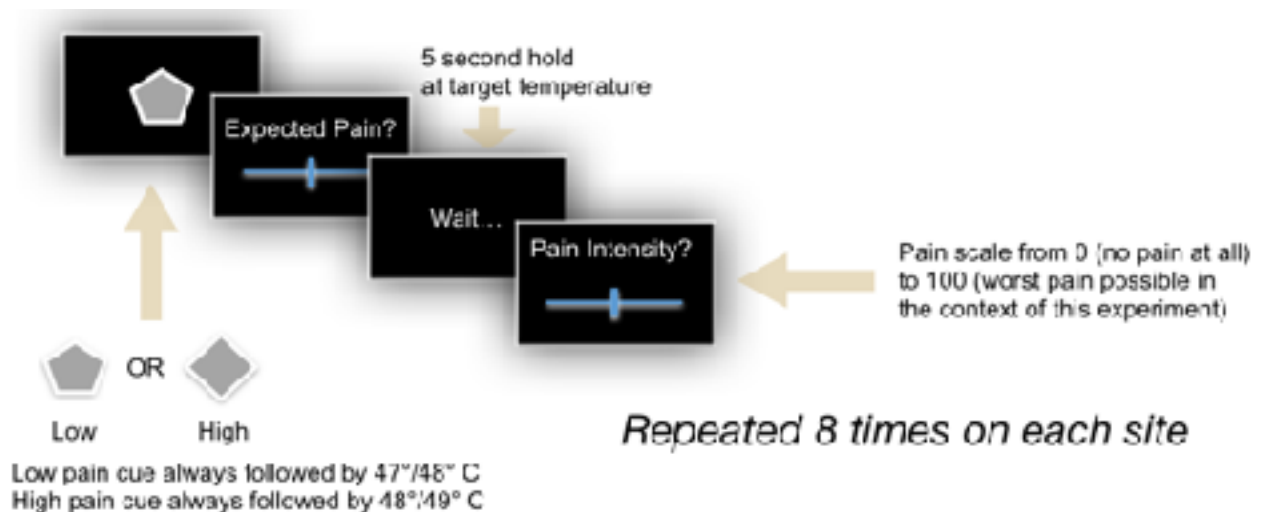 5 second hold
at target temperature
Expected Pain?
Wait...
Pain Intensity?
Pain scale from 0 (no pain at all)
to 100 (worst pain possible in
the context of this experiment)
OR
Low
High
Repeated 8 times on each site
Low pain cue always followed by 47°/48° C
High pain cue always followed by 48°/49° C